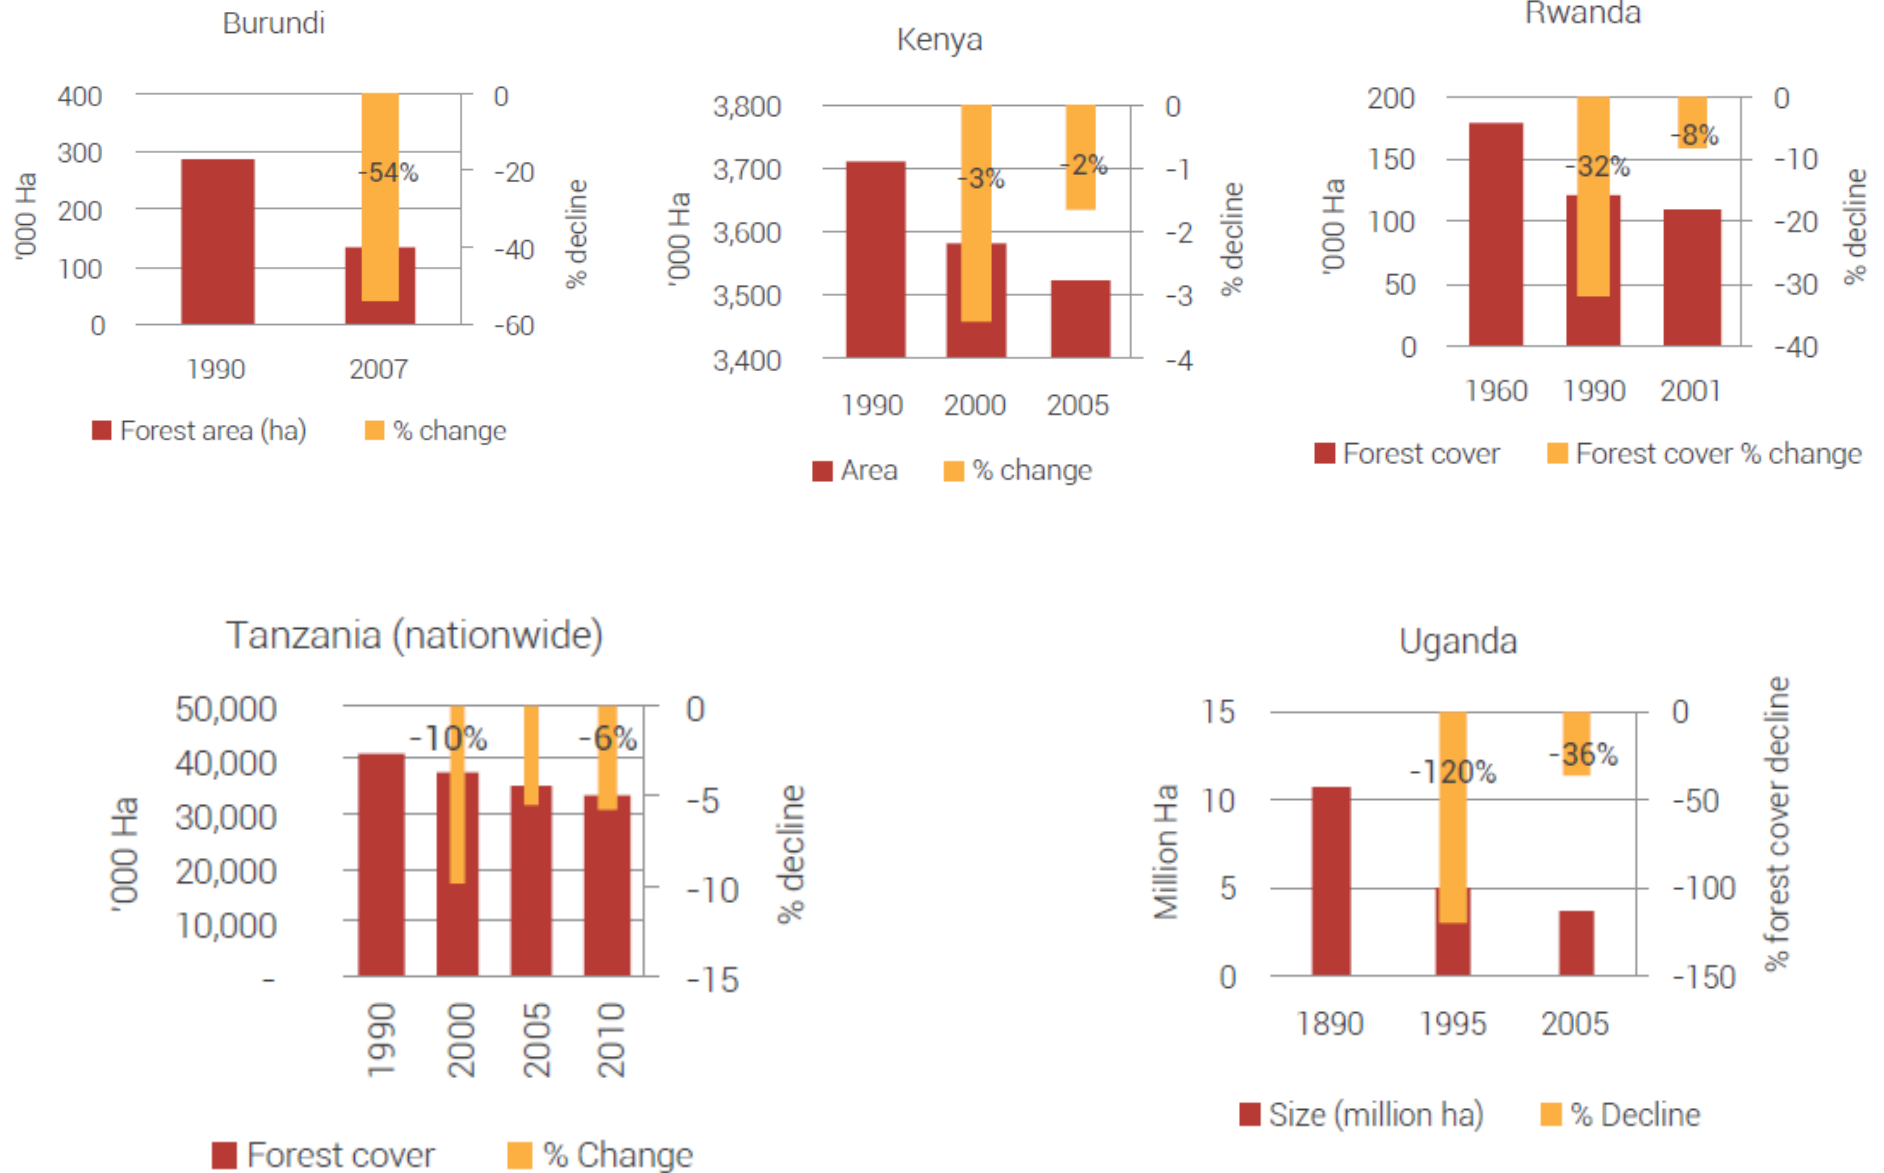 Burundi
400
300
200
100
0
'000 Ha
0
-20
-40
-60
% decline
-54%
1990 2007
Forest area (ha) % change
Kenya
3,800
3,700
3,600
3,500
3,400
'000 Ha
0
-1
-2
-3
-4
% decline
-3% -2%
1990 2000 2005
Area % change
Rwanda
200
150
100
50
0
'000 Ha
0
-10
-20
-30
-40
% decline
-32% -8%
1960 1990 2001
Forest cover Forest cover % change
Tanzania (nationwide)
50,000
40,000
30,000
20,000
10,000
-
'000 Ha
0
-5
-10
-15
% decline
-10% -6%
1990 2000 2005 2010
Forest cover % Change
Uganda
15
10
5
0
Million Ha
0
-50
-100
-150
% forest cover decline
-120% -36%
1890 1995 2005
Size (million ha) % Decline